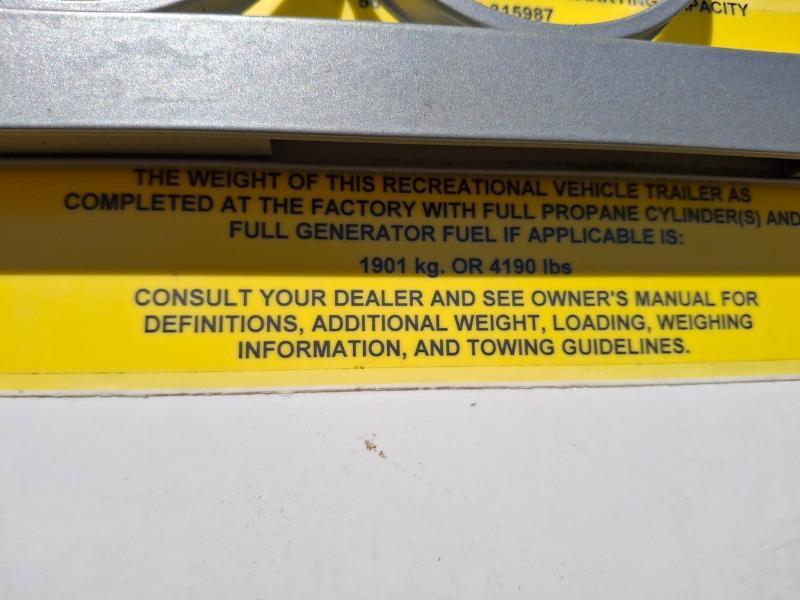 PACITY
815987
THE WEIGHT OF THIS RECREATIONAL VEHICLE TRAILER AS
COMPLETED AT THE FACTORY WITH FULL PROPANE CYLINDER(S) AND
FULL GENERATOR FUEL IF APPLICABLE IS:
1901 kg. OR 4190 lbs
CONSULT YOUR DEALER AND SEE OWNER'S MANUAL FOR
DEFINITIONS, ADDITIONAL WEIGHT, LOADING, WEIGHING
INFORMATION, AND TOWING GUIDELINES.